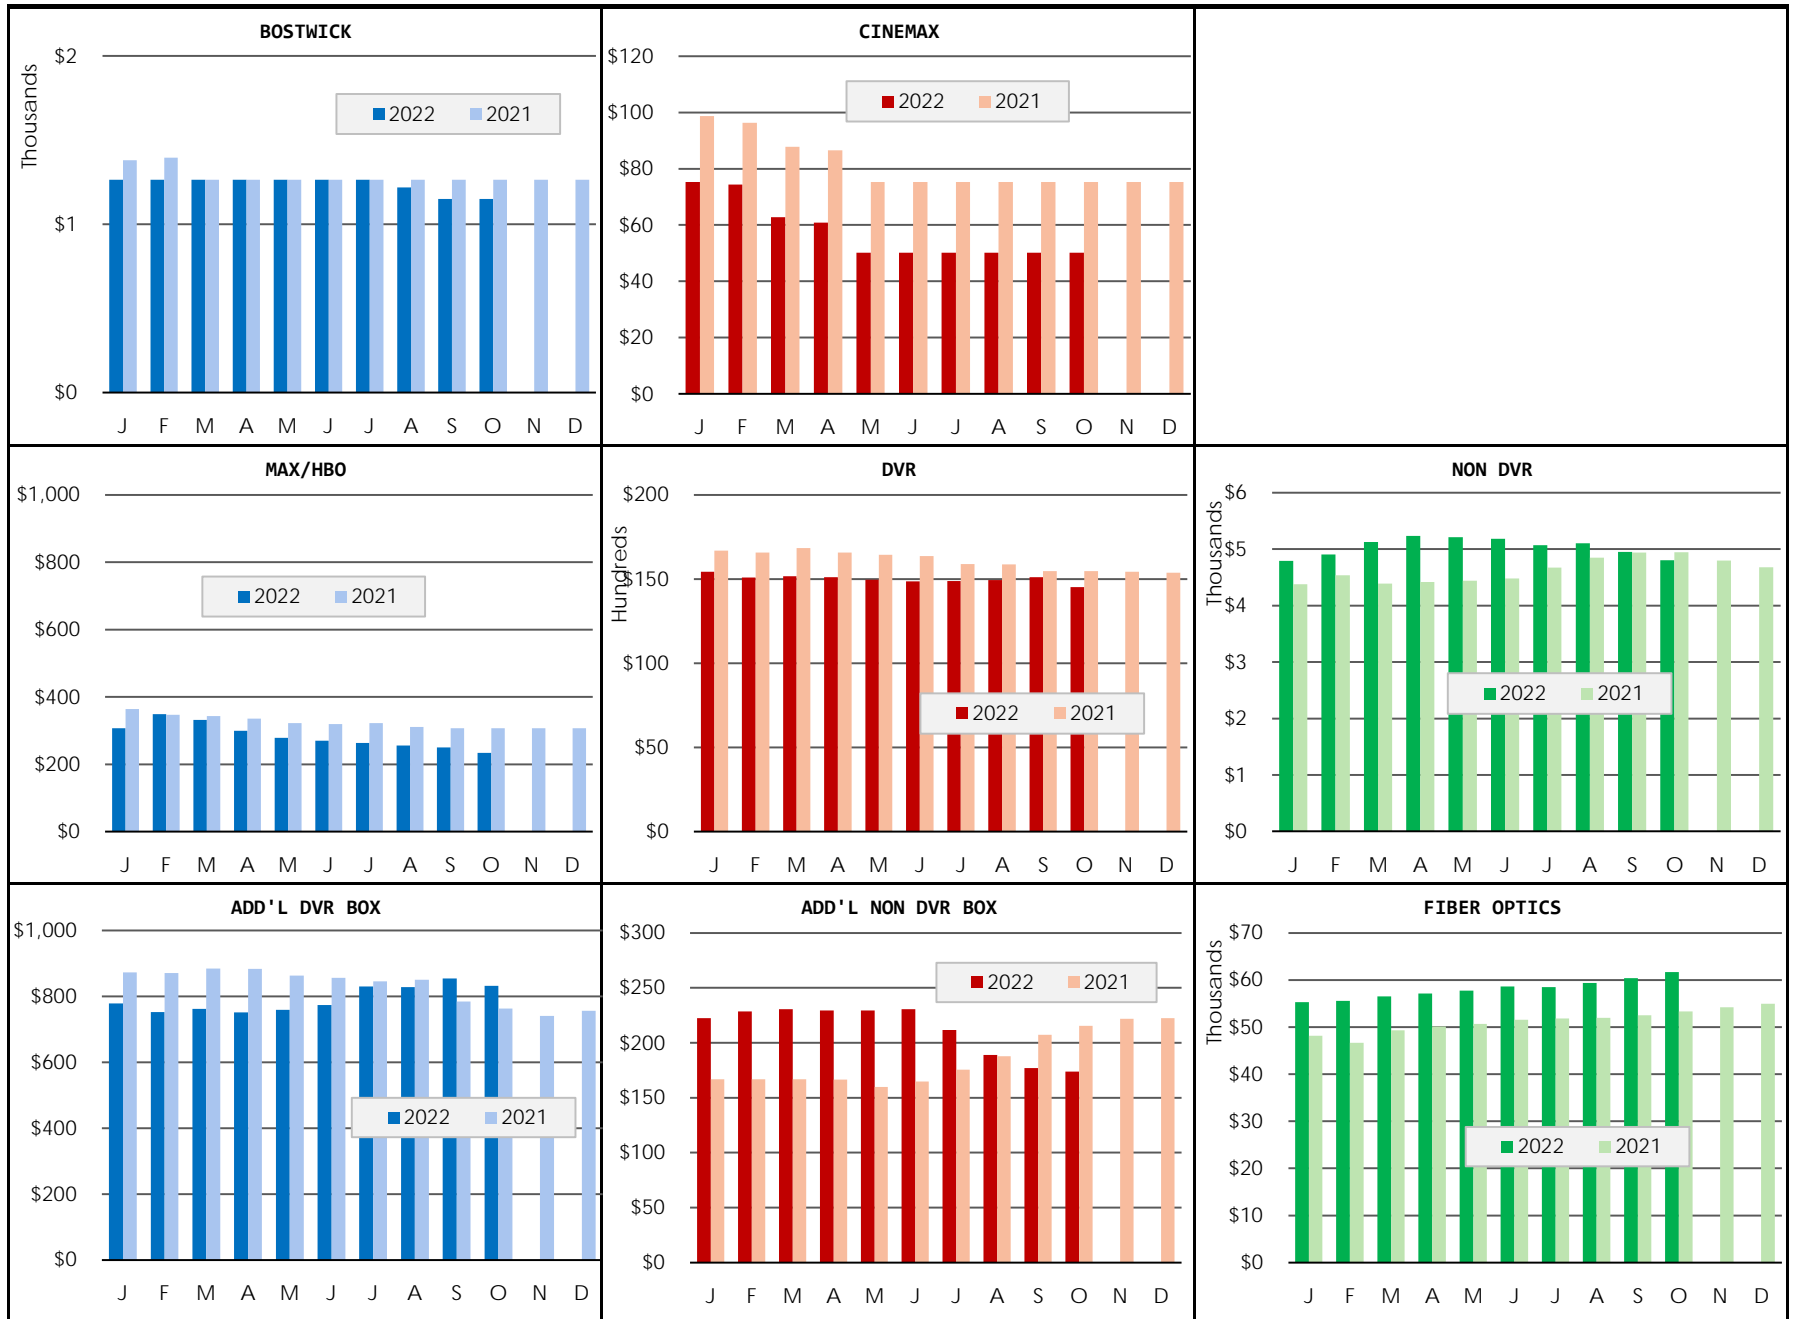 BOSTWICK
$2
Thousands
2022 2021
$1
$0
J F M A M J J A S O N D
CINEMAX
$120
$100
2022 2021
$80
$60
$40
$20
$0
J F M A M J J A S O N D
MAX/HBO
$1,000
$800
2022 2021
$600
$400
$200
$0
J F M A M J J A S O N D
DVR
$200
Hundreds
$150
$100
2022 2021
$50
$0
J F M A M J J A S O N D
NON DVR
$6
Thousands
$5
$4
$3
2022 2021
$2
$1
$0
J F M A M J J A S O N D
ADD'L DVR BOX
$1,000
$800
$600
2022 2021
$400
$200
$0
J F M A M J J A S O N D
ADD'L NON DVR BOX
$300
2022 2021
$250
$200
$150
$100
$50
$0
J F M A M J J A S O N D
FIBER OPTICS
$70
Thousands
$60
$50
$40
$30
2022 2021
$20
$10
$0
J F M A M J J A S O N D